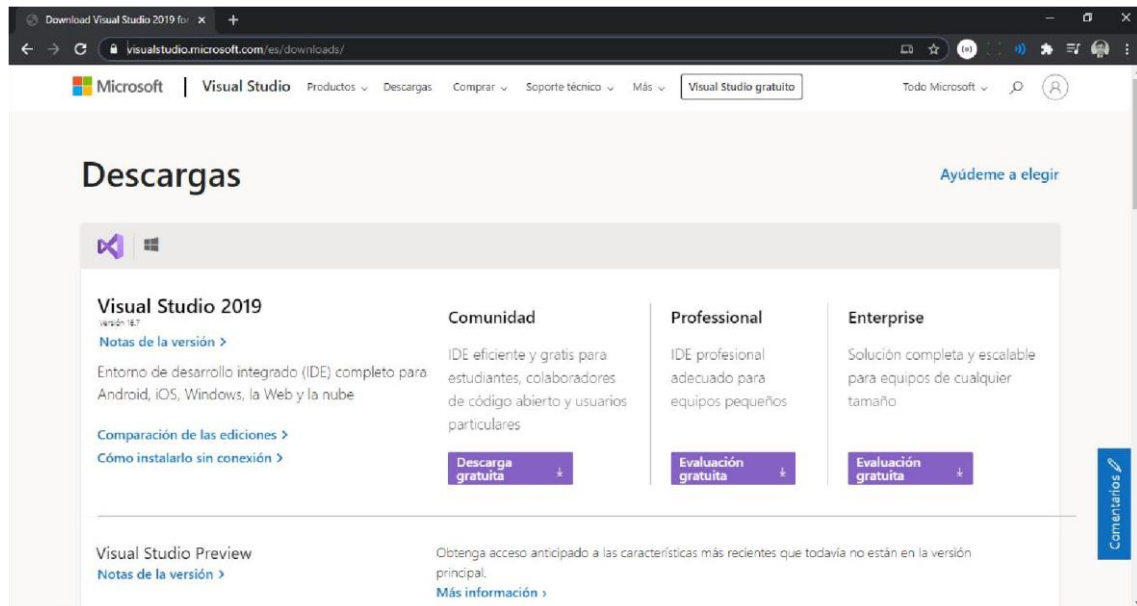 Download Visual Studio 2019 for
visualstudio.microsoft.com/es/downloads/
Microsoft | Visual Studio Productos Descargas Comprar Soporte técnico Más Visual Studio gratuito Todo Microsoft
Descargas
Ayúdeme a elegir
Visual Studio 2019
Versión 16.7
Notas de la versión >
Entorno de desarrollo integrado (IDE) completo para
Android, iOS, Windows, la Web y la nube
Comparación de las ediciones >
Cómo instalarlo sin conexión >
Comunidad
IDE eficiente y gratis para
estudiantes, colaboradores
de código abierto y usuarios
particulares
Descarga
gratuita
Professional
IDE profesional
adecuado para
equipos pequeños
Evaluación
gratuita
Enterprise
Solución completa y escalable
para equipos de cualquier
tamaño
Evaluación
gratuita
Comentarios
Visual Studio Preview
Notas de la versión >
Obtenga acceso anticipado a las características más recientes que todavía no están en la versión
principal.
Más información >